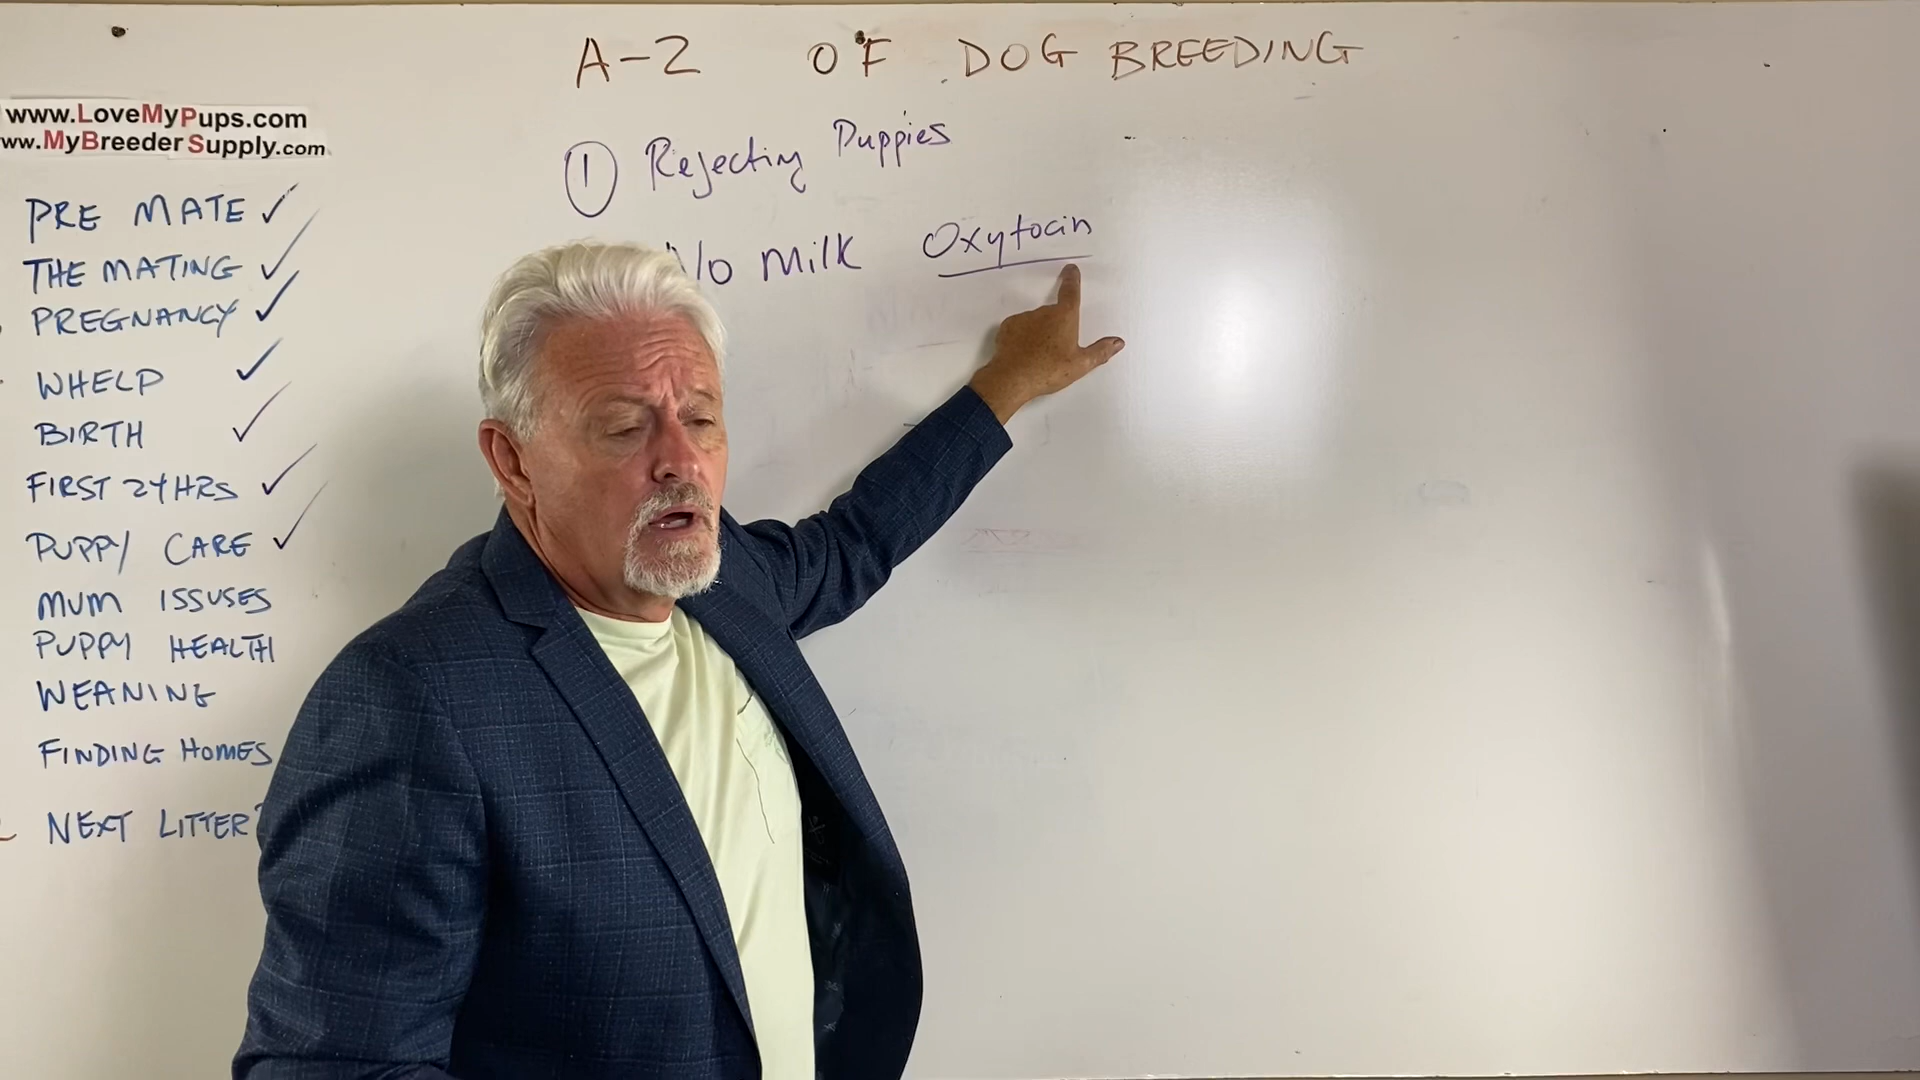 A-Z OF DOG BREEDING
www.LoveMyPups.com
ww.MyBreederSupply.com
PRE MATE ✓
THE MATING ✓
PREGNANCY ✓
WHELP ✓
BIRTH ✓
FIRST 24HRS ✓
PUPPY CARE ✓
MUM ISSUSES
PUPPY HEALTH
WEANING
FINDING HOMES
NEXT LITTER?
① Rejecting Puppies
No Milk Oxytocin